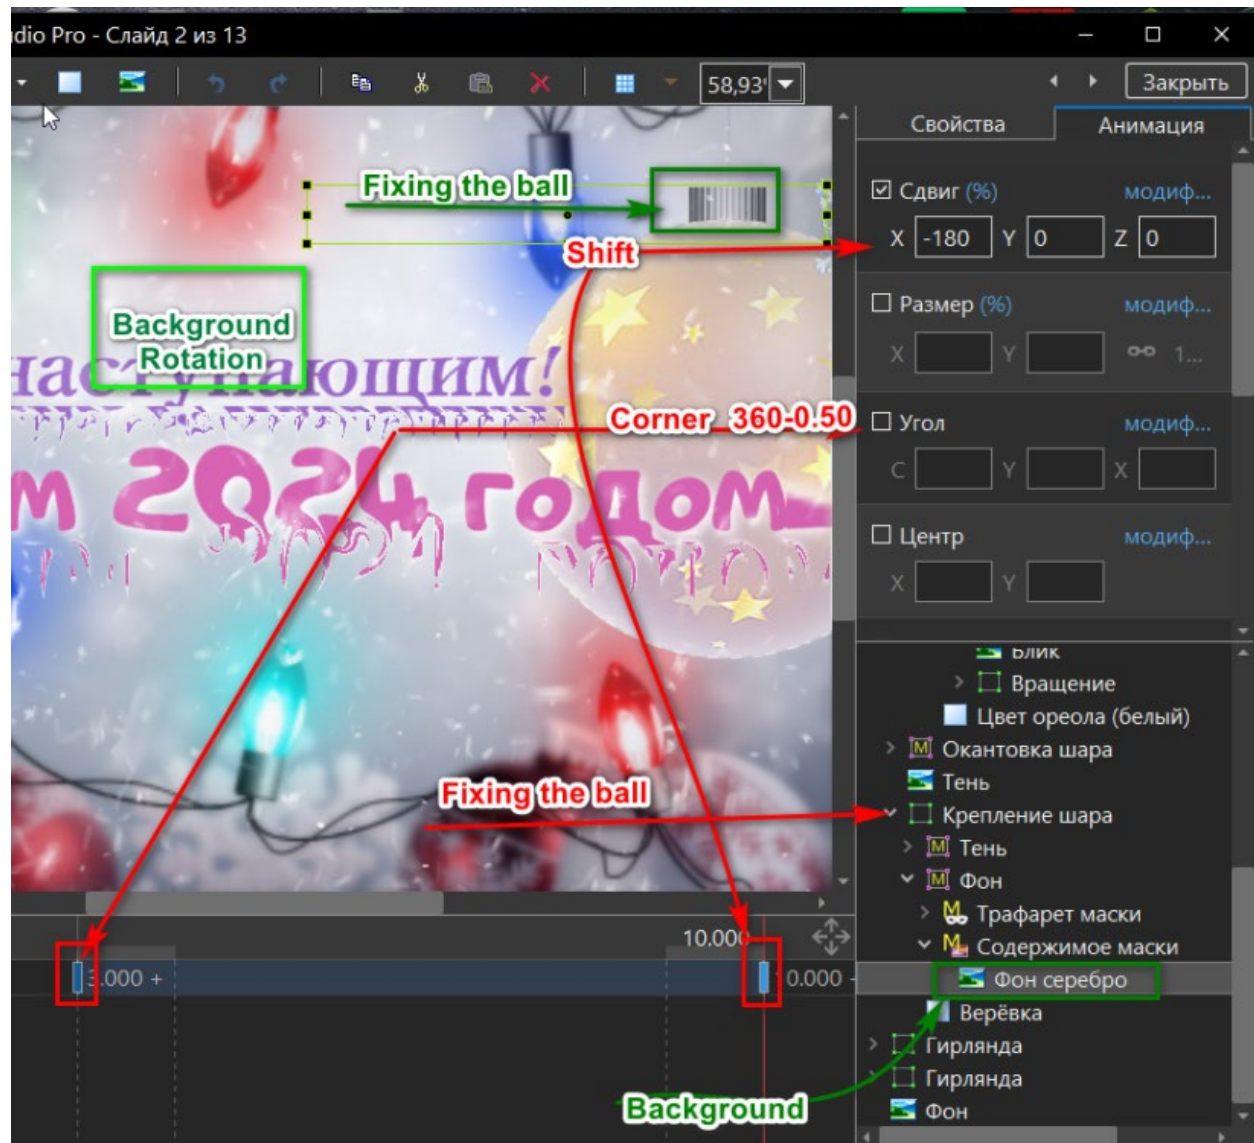 dio Pro - Слайд 2 из 13
58,93
Закрыть
Свойства
Анимация
Fixing the ball
Сдвиг (%)
модиф...
X -180 Y 0 Z 0
Shift
Background
Rotation
Размер (%)
модиф...
X Y 1...
наступающим!
Corner 360-0.50
Угол
модиф...
С Y X
м 2024 годом
Центр
модиф...
X Y
Блик
Вращение
Цвет ореола (белый)
Окантовка шара
Тень
Fixing the ball
Крепление шара
Тень
Фон
Трафарет маски
10.000
Содержимое маски
3.000 +
0.000 -
Фон серебро
Верёвка
Гирлянда
Гирлянда
Background
Фон